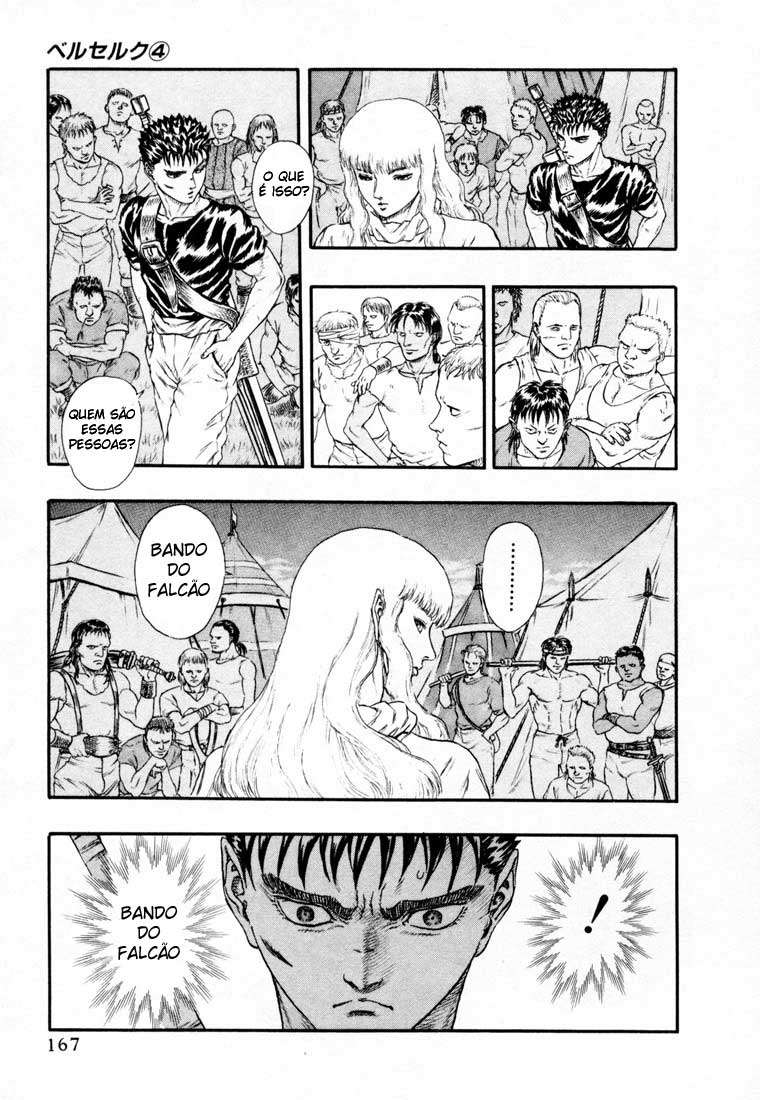 ベルセルク④
O QUE
É ISSO?
QUEM SÃO
ESSAS
PESSOAS?
BANDO
DO
FALCÃO
.........
BANDO
DO
FALCÃO
!
167